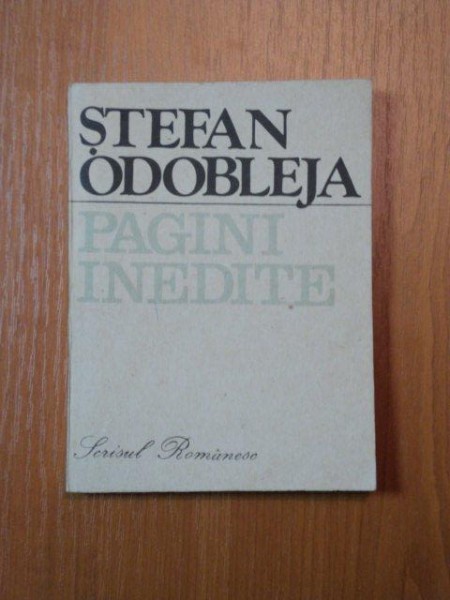 ȘTEFAN
ODOBLEJA
PAGINI
INEDITE
Scrisul Românesc